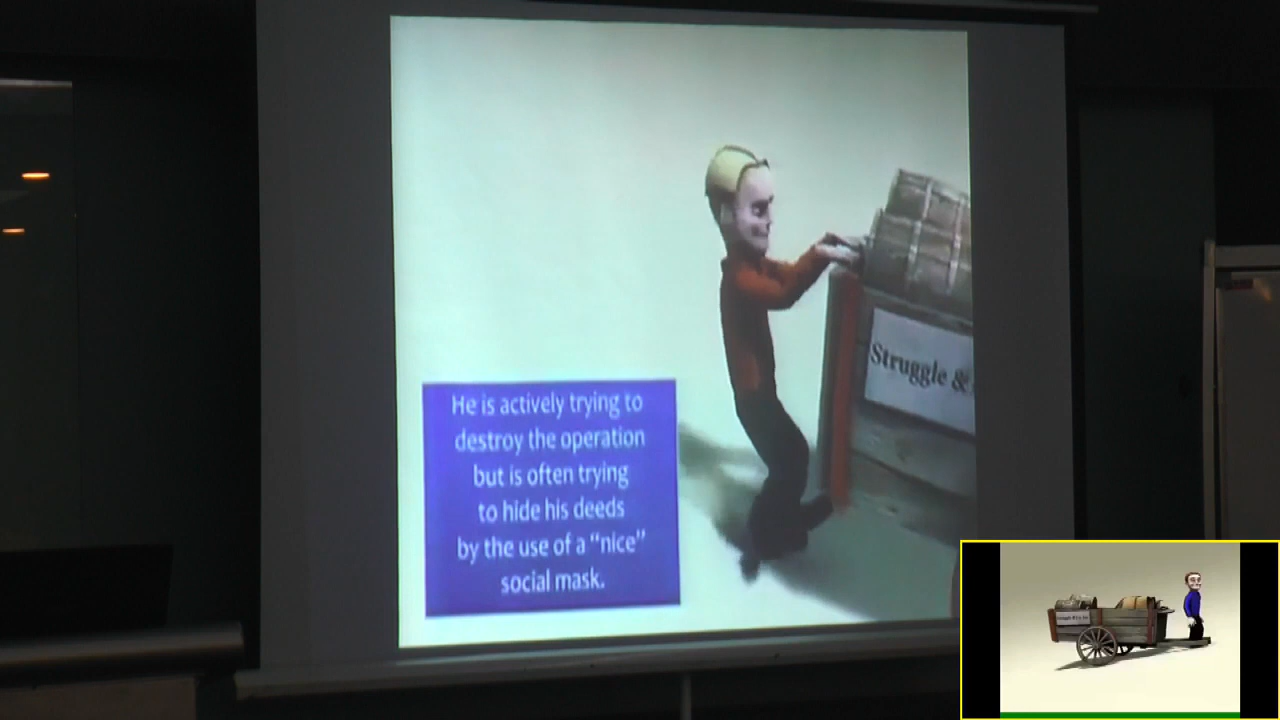 Struggle &
He is actively trying to
destroy the operation
but is often trying
to hide his deeds
by the use of a “nice”
social mask.